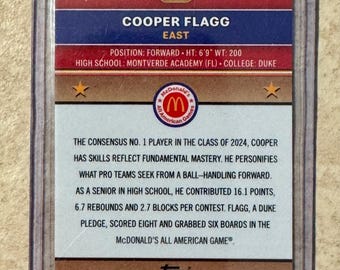 COOPER FLAGG
EAST
POSITION: FORWARD • HT: 6'9" WT: 200
HIGH SCHOOL: MONTVERDE ACADEMY (FL) • COLLEGE: DUKE
McDonald's
All American Games
THE CONSENSUS NO. 1 PLAYER IN THE CLASS OF 2024, COOPER
HAS SKILLS REFLECT FUNDAMENTAL MASTERY. HE PERSONIFIES
WHAT PRO TEAMS SEEK FROM A BALL-HANDLING FORWARD.
AS A SENIOR IN HIGH SCHOOL, HE CONTRIBUTED 16.1 POINTS,
6.7 REBOUNDS AND 2.7 BLOCKS PER CONTEST. FLAGG, A DUKE
PLEDGE, SCORED EIGHT AND GRABBED SIX BOARDS IN THE
McDONALD'S ALL AMERICAN GAME®.